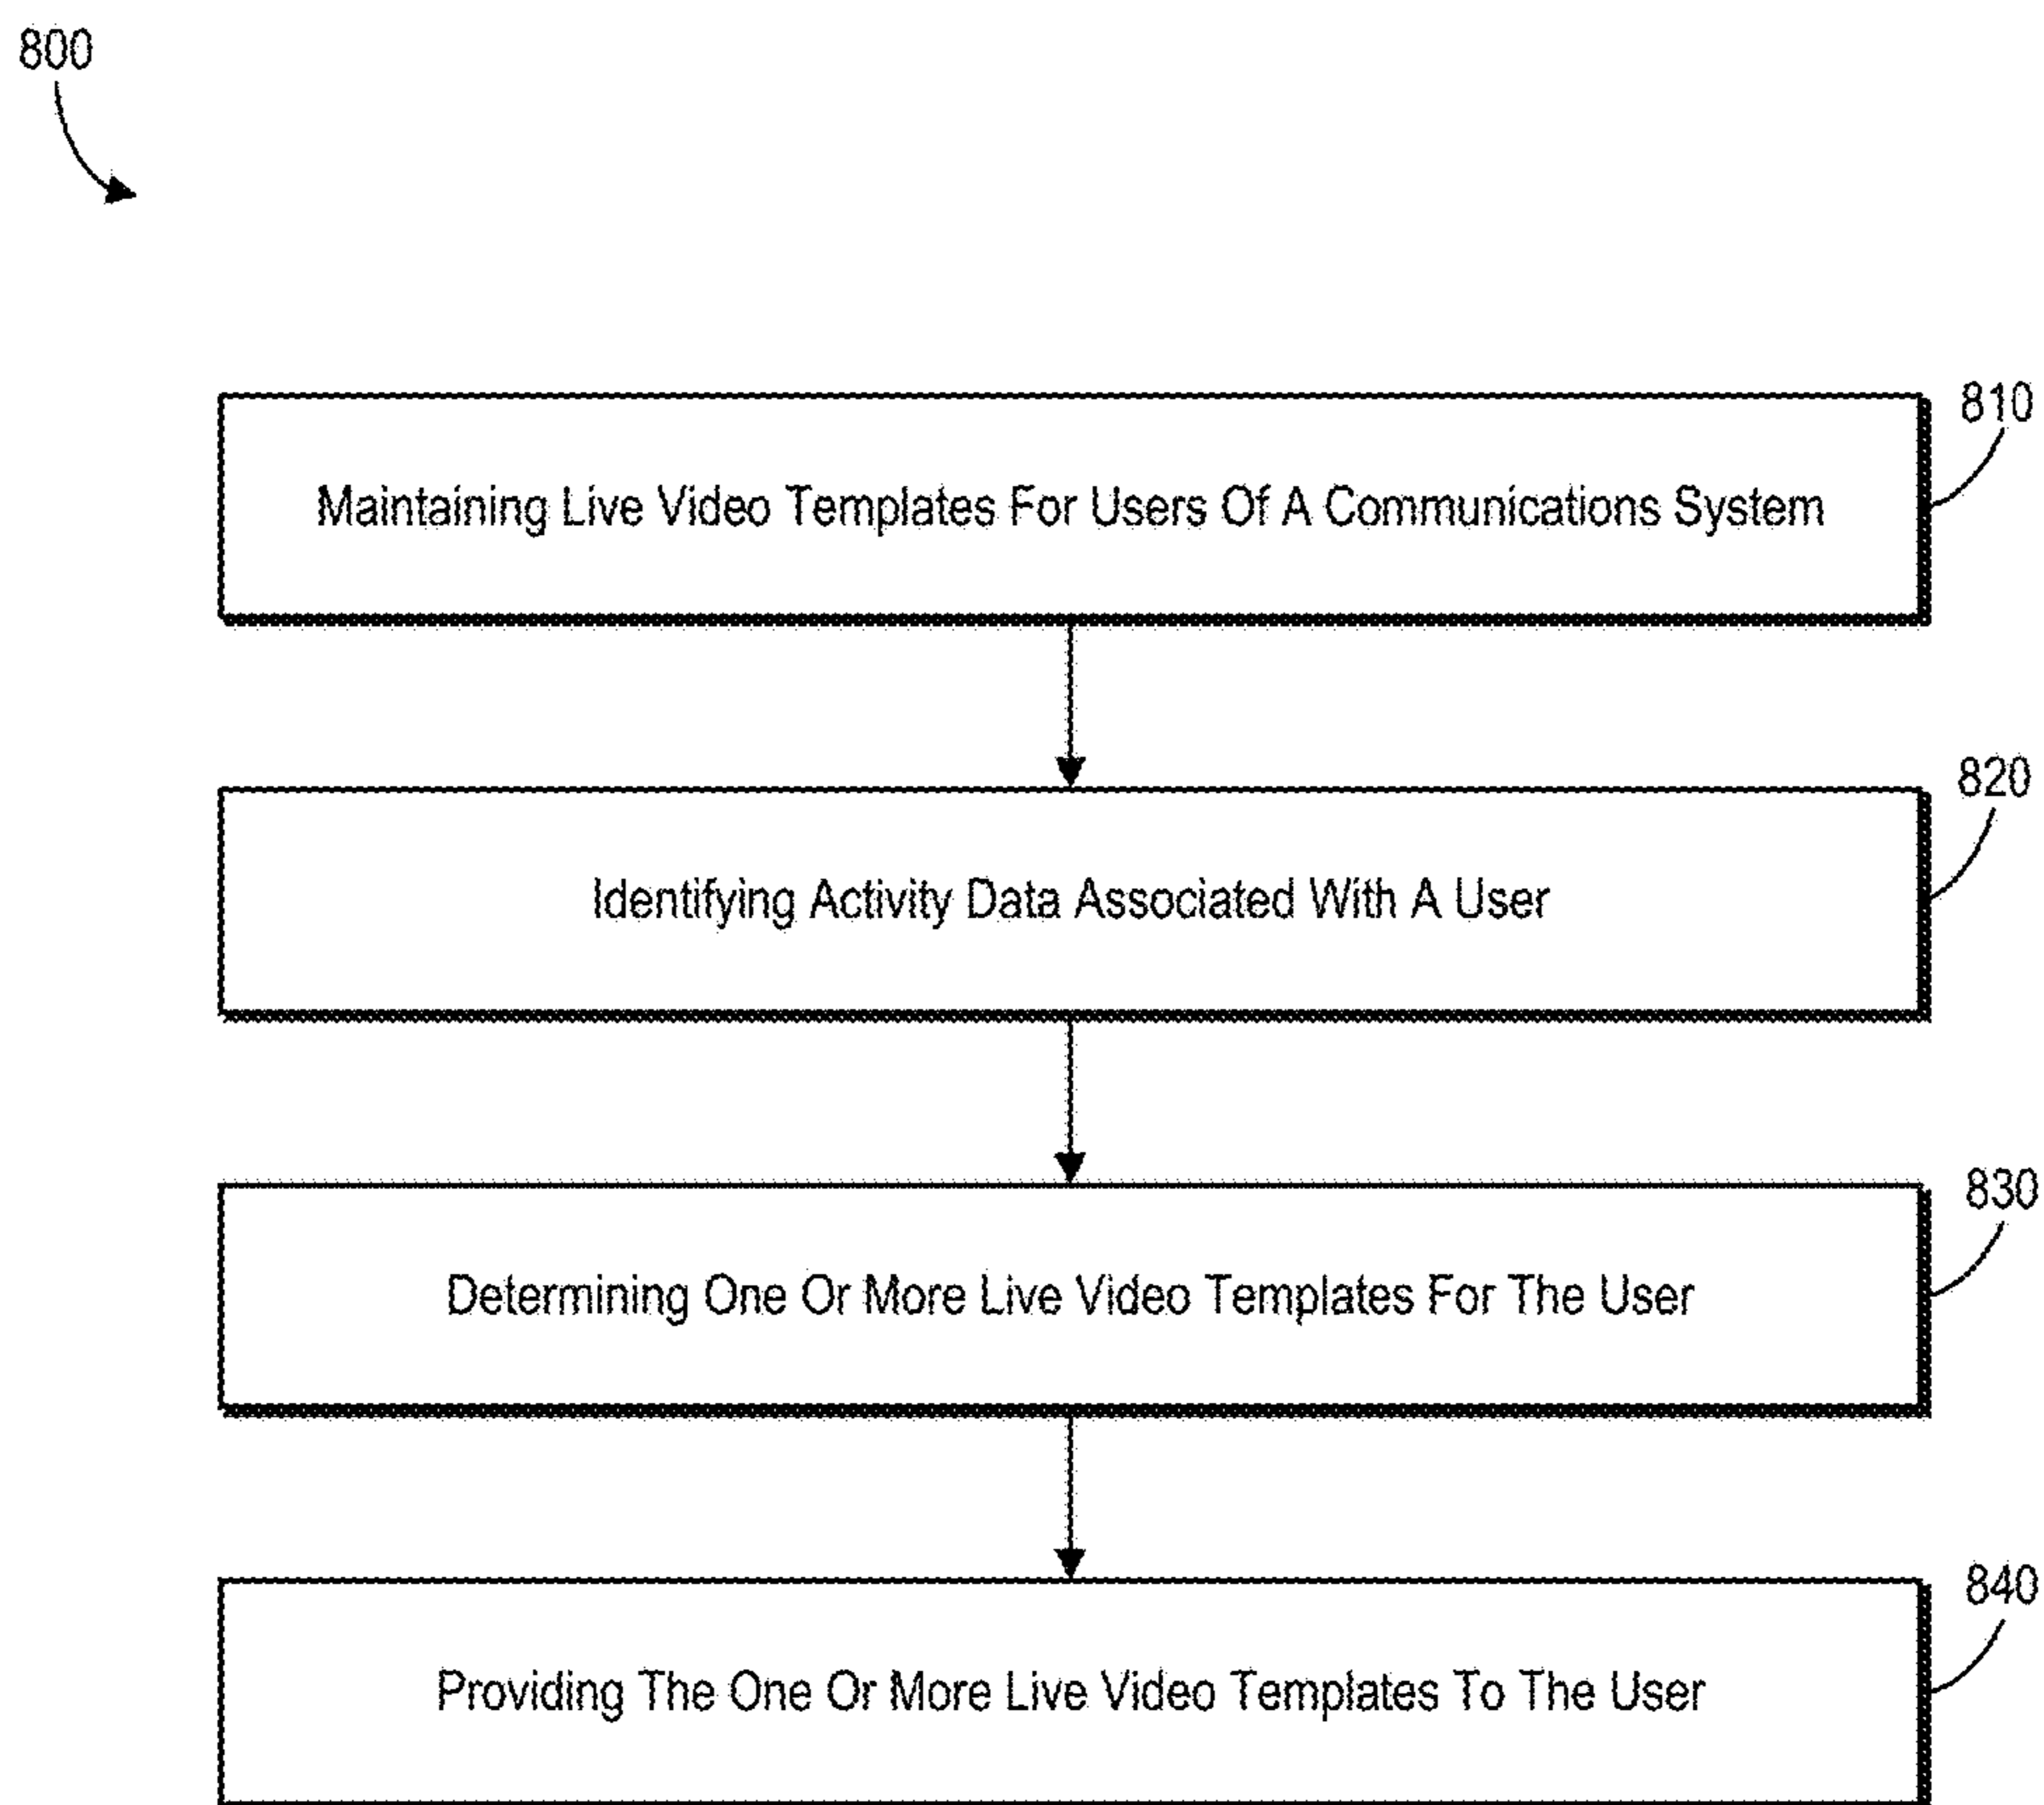 800
810
Maintaining Live Video Templates For Users Of A Communications System
820
Identifying Activity Data Associated With A User
830
Determining One Or More Live Video Templates For The User
840
Providing The One Or More Live Video Templates To The User